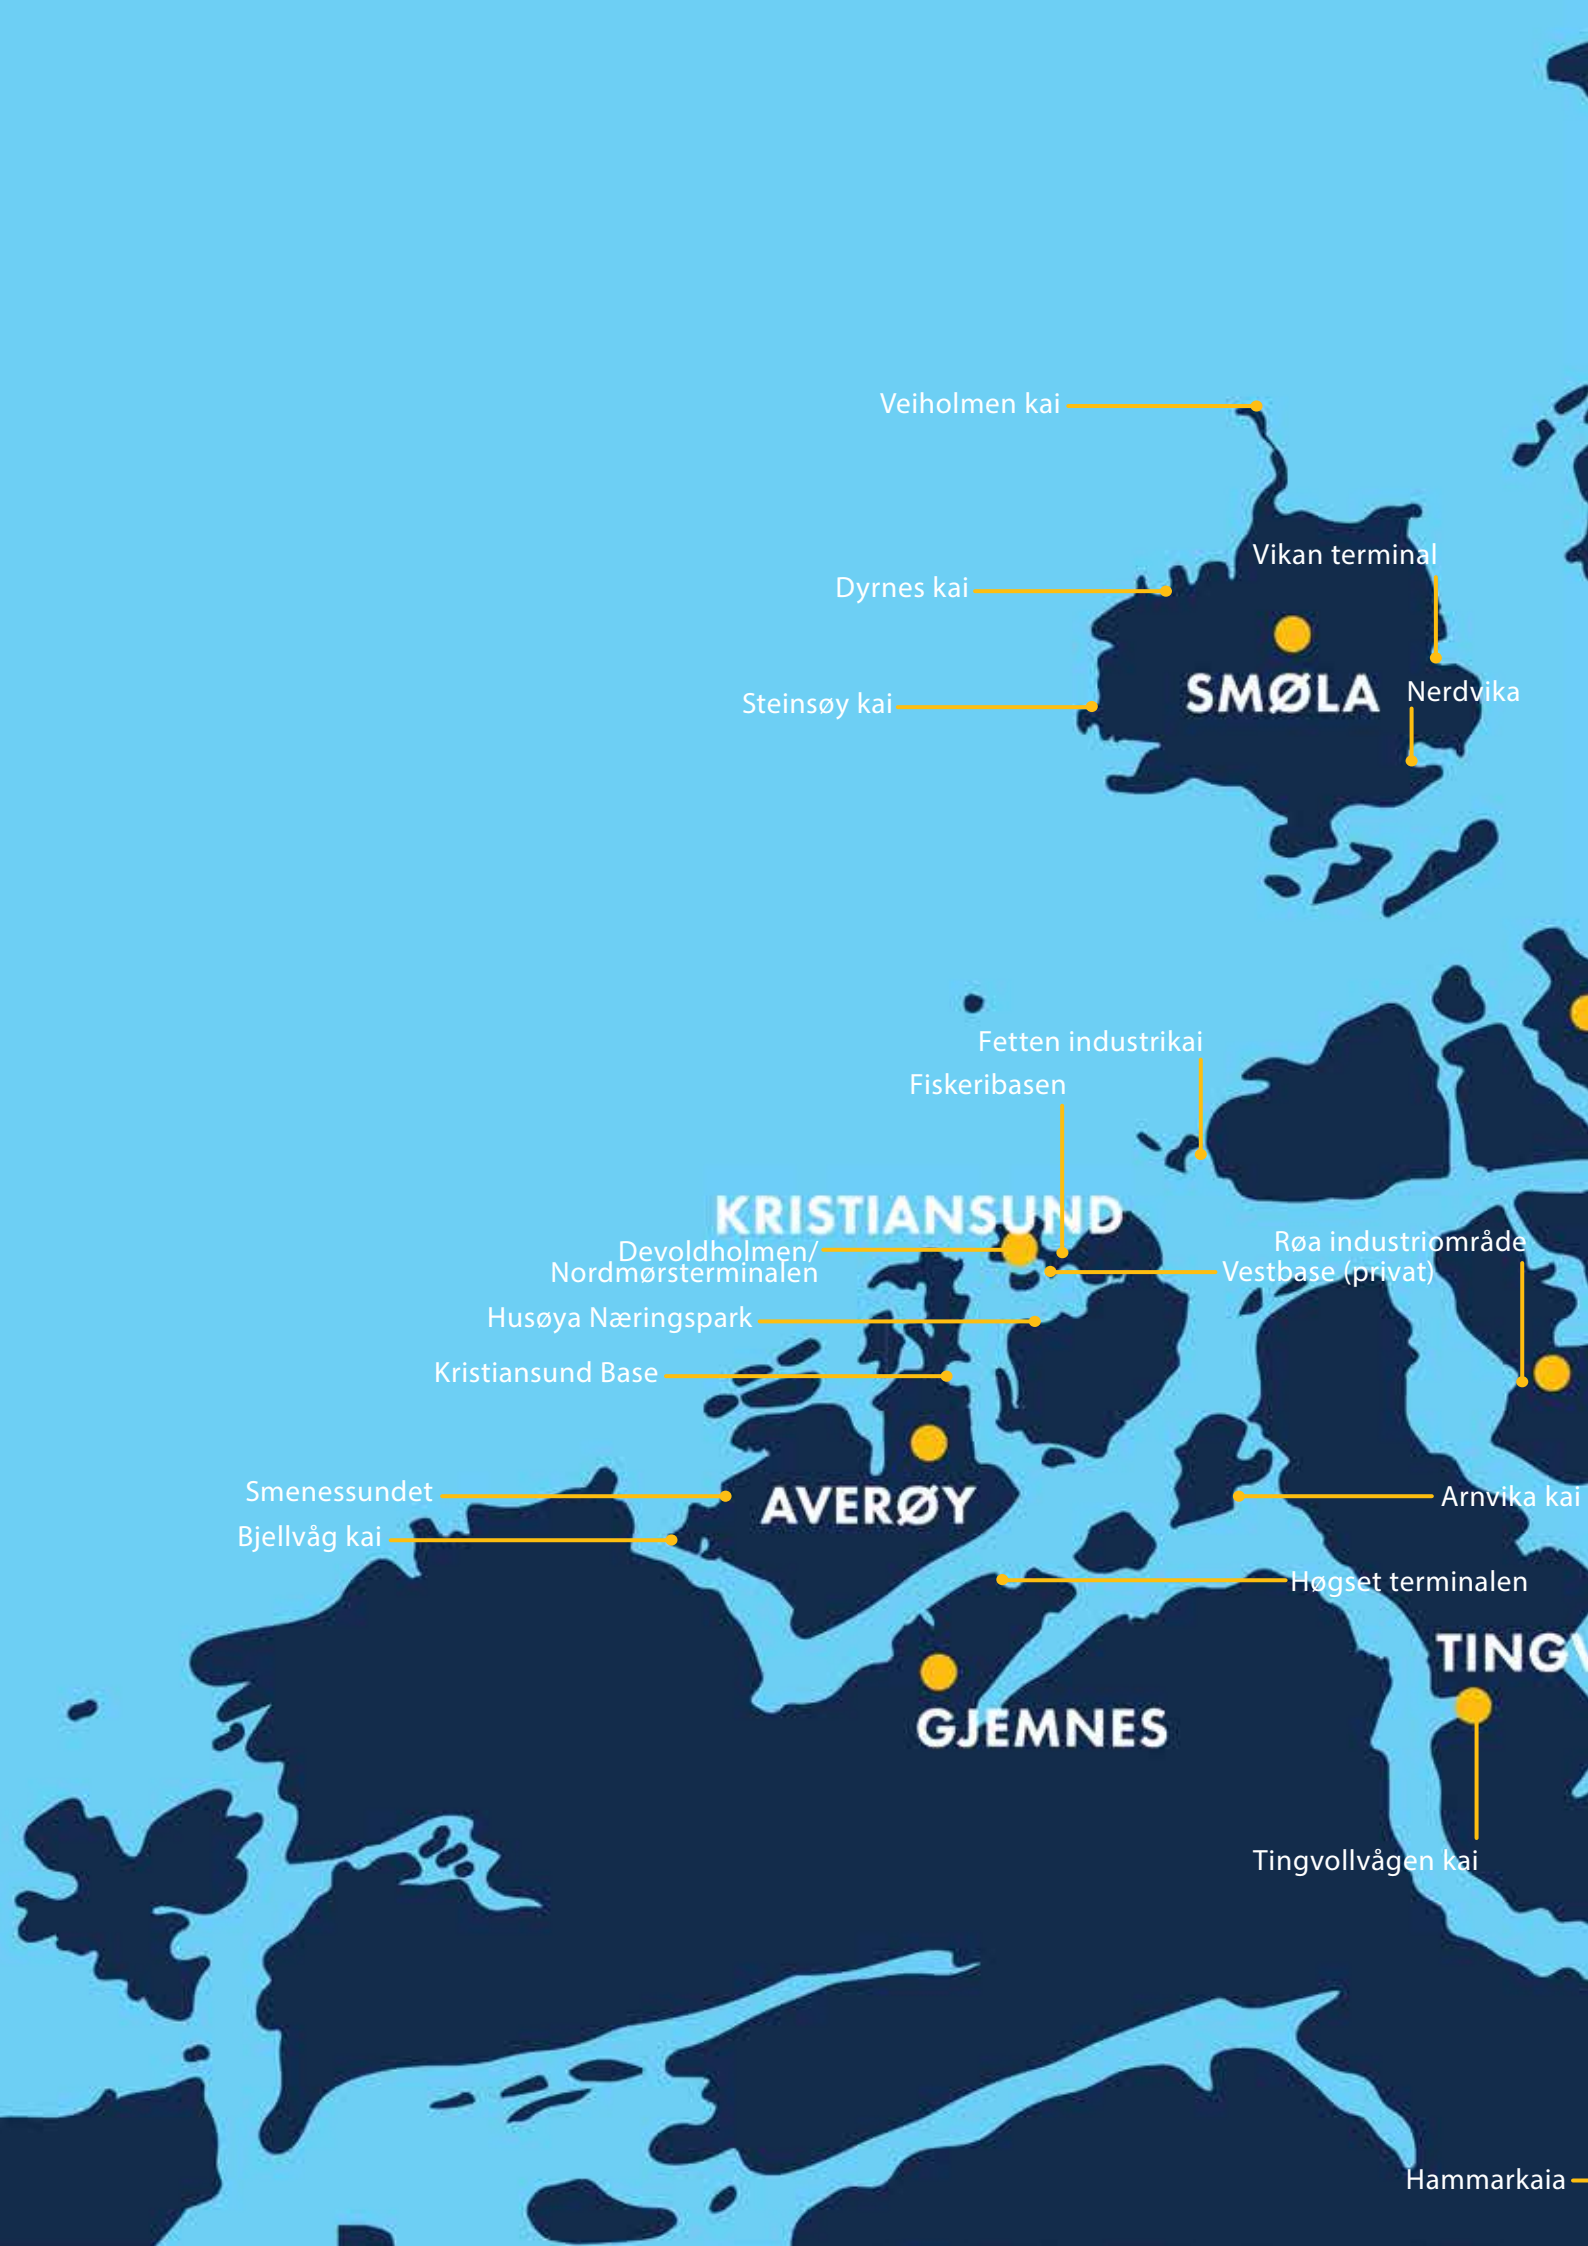 Veiholmen kai
Vikan terminal
Dyrnes kai
SMØLA
Nerdvika
Steinsøy kai
Fetten industrikai
Fiskeribasen
KRISTIANSUND
Devoldholmen/
Nordmørsterminalen
Røa industriområde
Vestbase (privat)
Husøya Næringspark
Kristiansund Base
Smenessundet
AVERØY
Arnvika kai
Bjellvåg kai
Høgset terminalen
TINGV
GJEMNES
Tingvollvågen kai
Hammarkaia